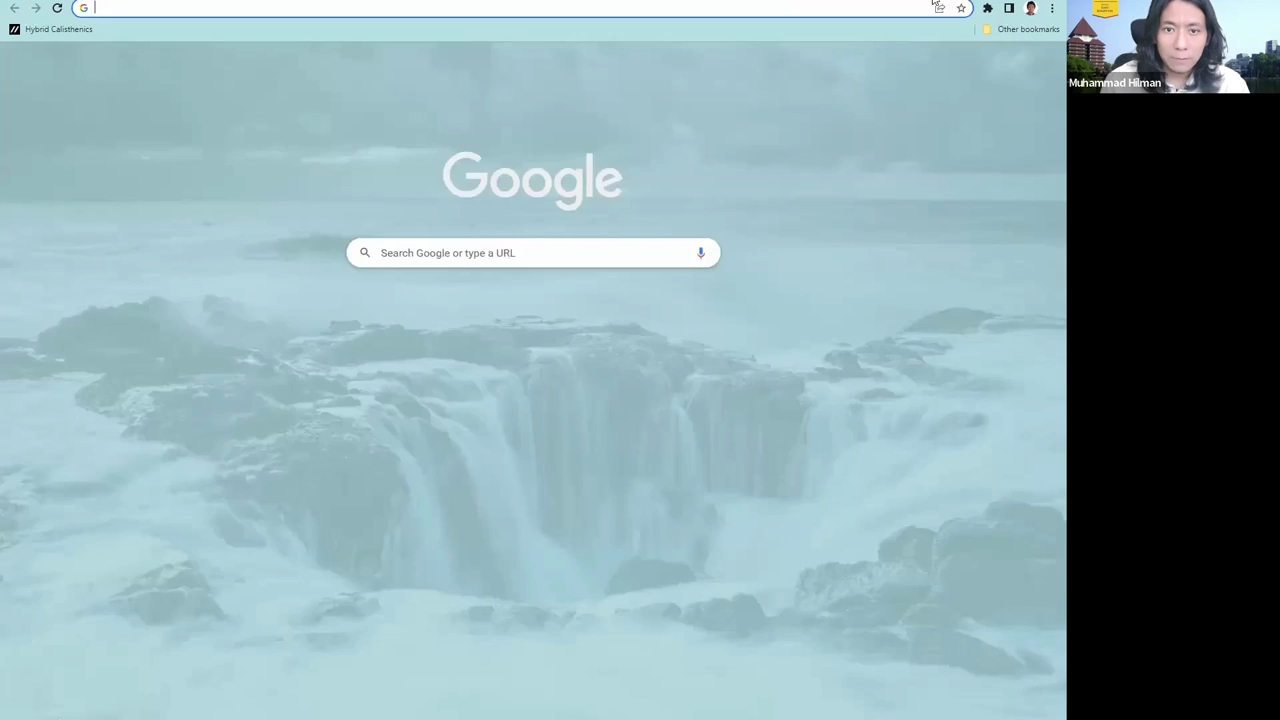 Hybrid Calisthenics
Other bookmarks
Muhammad Hilman
Google
Search Google or type a URL